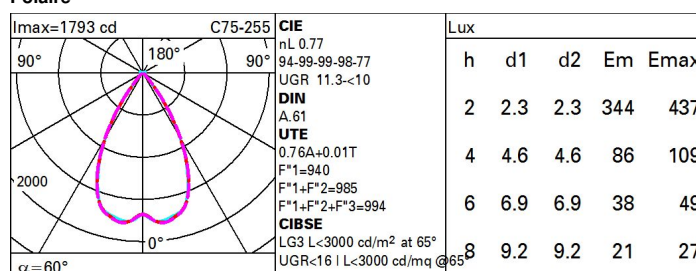 Polaire
Imax=1793 cd C75-255
90° 180° 90°
2000
0°
α=60°
CIE
nL 0.77
94-99-99-98-77
UGR 11.3-<10
DIN
A.61
UTE
0.76A+0.01T
F"1=940
F"1+F"2=985
F"1+F"2+F"3=994
CIBSE
LG3 L<3000 cd/m² at 65°
UGR<16 | L<3000 cd/mq @65°
Lux
h d1 d2 Em Emax
2 2.3 2.3 344 437
4 4.6 4.6 86 109
6 6.9 6.9 38 49
8 9.2 9.2 21 27